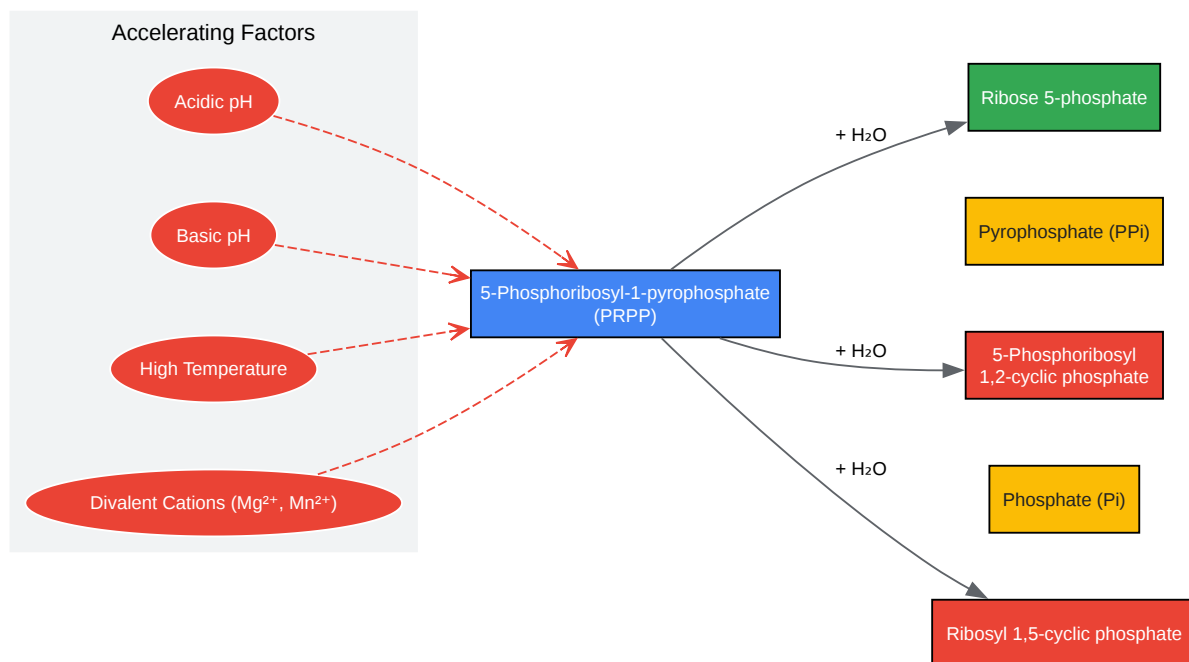 Accelerating Factors
Acidic pH
Basic pH
High Temperature
Divalent Cations (Mg²⁺, Mn²⁺)
5-Phosphoribosyl-1-pyrophosphate
(PRPP)
+ H₂O
+ H₂O
+ H₂O
Ribose 5-phosphate
Pyrophosphate (PPi)
5-Phosphoribosyl
1,2-cyclic phosphate
Phosphate (Pi)
Ribosyl 1,5-cyclic phosphate